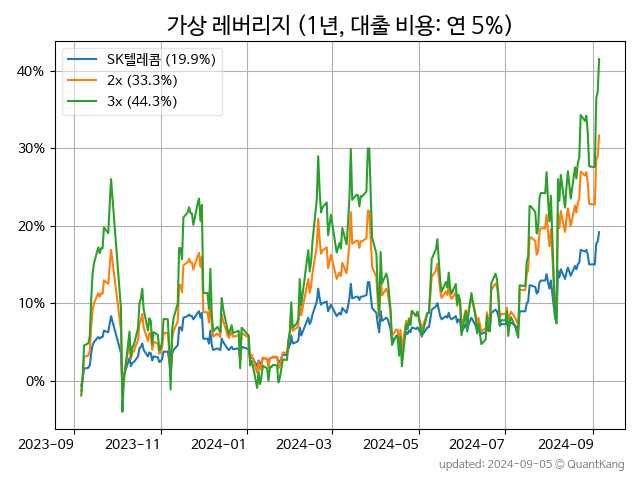 가상 레버리지 (1년, 대출 비용: 연 5%)
SK텔레콤 (19.9%)
2x (33.3%)
3x (44.3%)
40%
30%
20%
10%
0%
2023-09 2023-11 2024-01 2024-03 2024-05 2024-07 2024-09
updated: 2024-09-05 © QuantKang